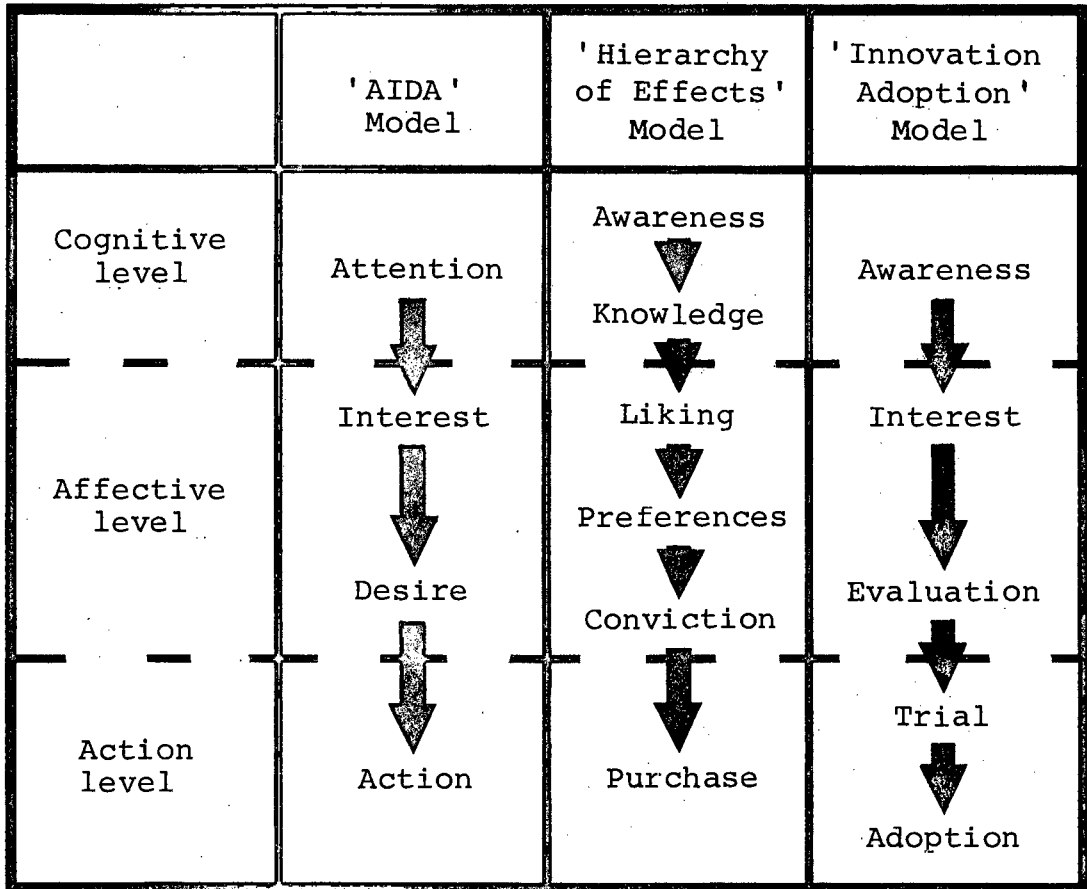 'AIDA'
Model
'Hierarchy
of Effects'
Model
'Innovation
Adoption'
Model
Cognitive
level
Attention
Awareness
Knowledge
Awareness
Affective
level
Interest
Desire
Liking
Preferences
Conviction
Interest
Evaluation
Action
level
Action
Purchase
Trial
Adoption